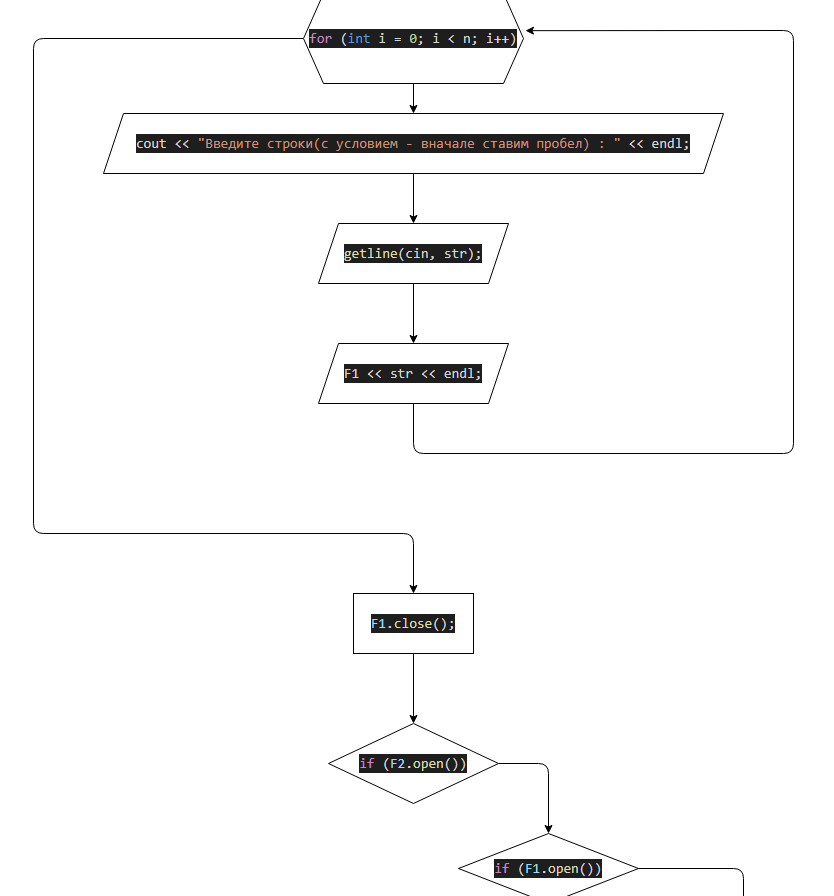 for (int i = 0; i < n; i++)
cout << "Введите строки(с условием - вначале ставим пробел) : " << endl;
getline(cin, str);
F1 << str << endl;
F1.close();
if (F2.open())
if (F1.open())